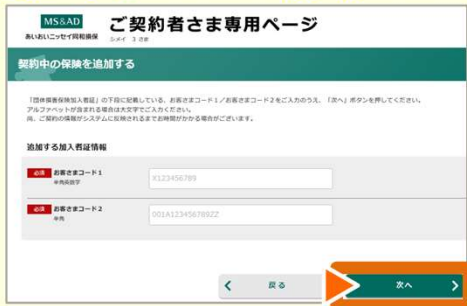 MS&AD
あいおいニッセイ同和損保
ご契約者さま専用ページ
シメイ 3 さま
契約中の保険を追加する
「団体損害保険加入者証」の下段に記載している、お客さまコード1/お客さまコード2をご入力のうえ、「次へ」ボタンを押してください。
アルファベットが含まれる場合は大文字でご入力ください。
尚、ご契約の情報がシステムに反映されるまでお時間がかかる場合がございます。
追加する加入者証情報
必須 お客さまコード1
半角英数字
X123456789
必須 お客さまコード2
半角
001A123456789ZZ
戻る
次へ